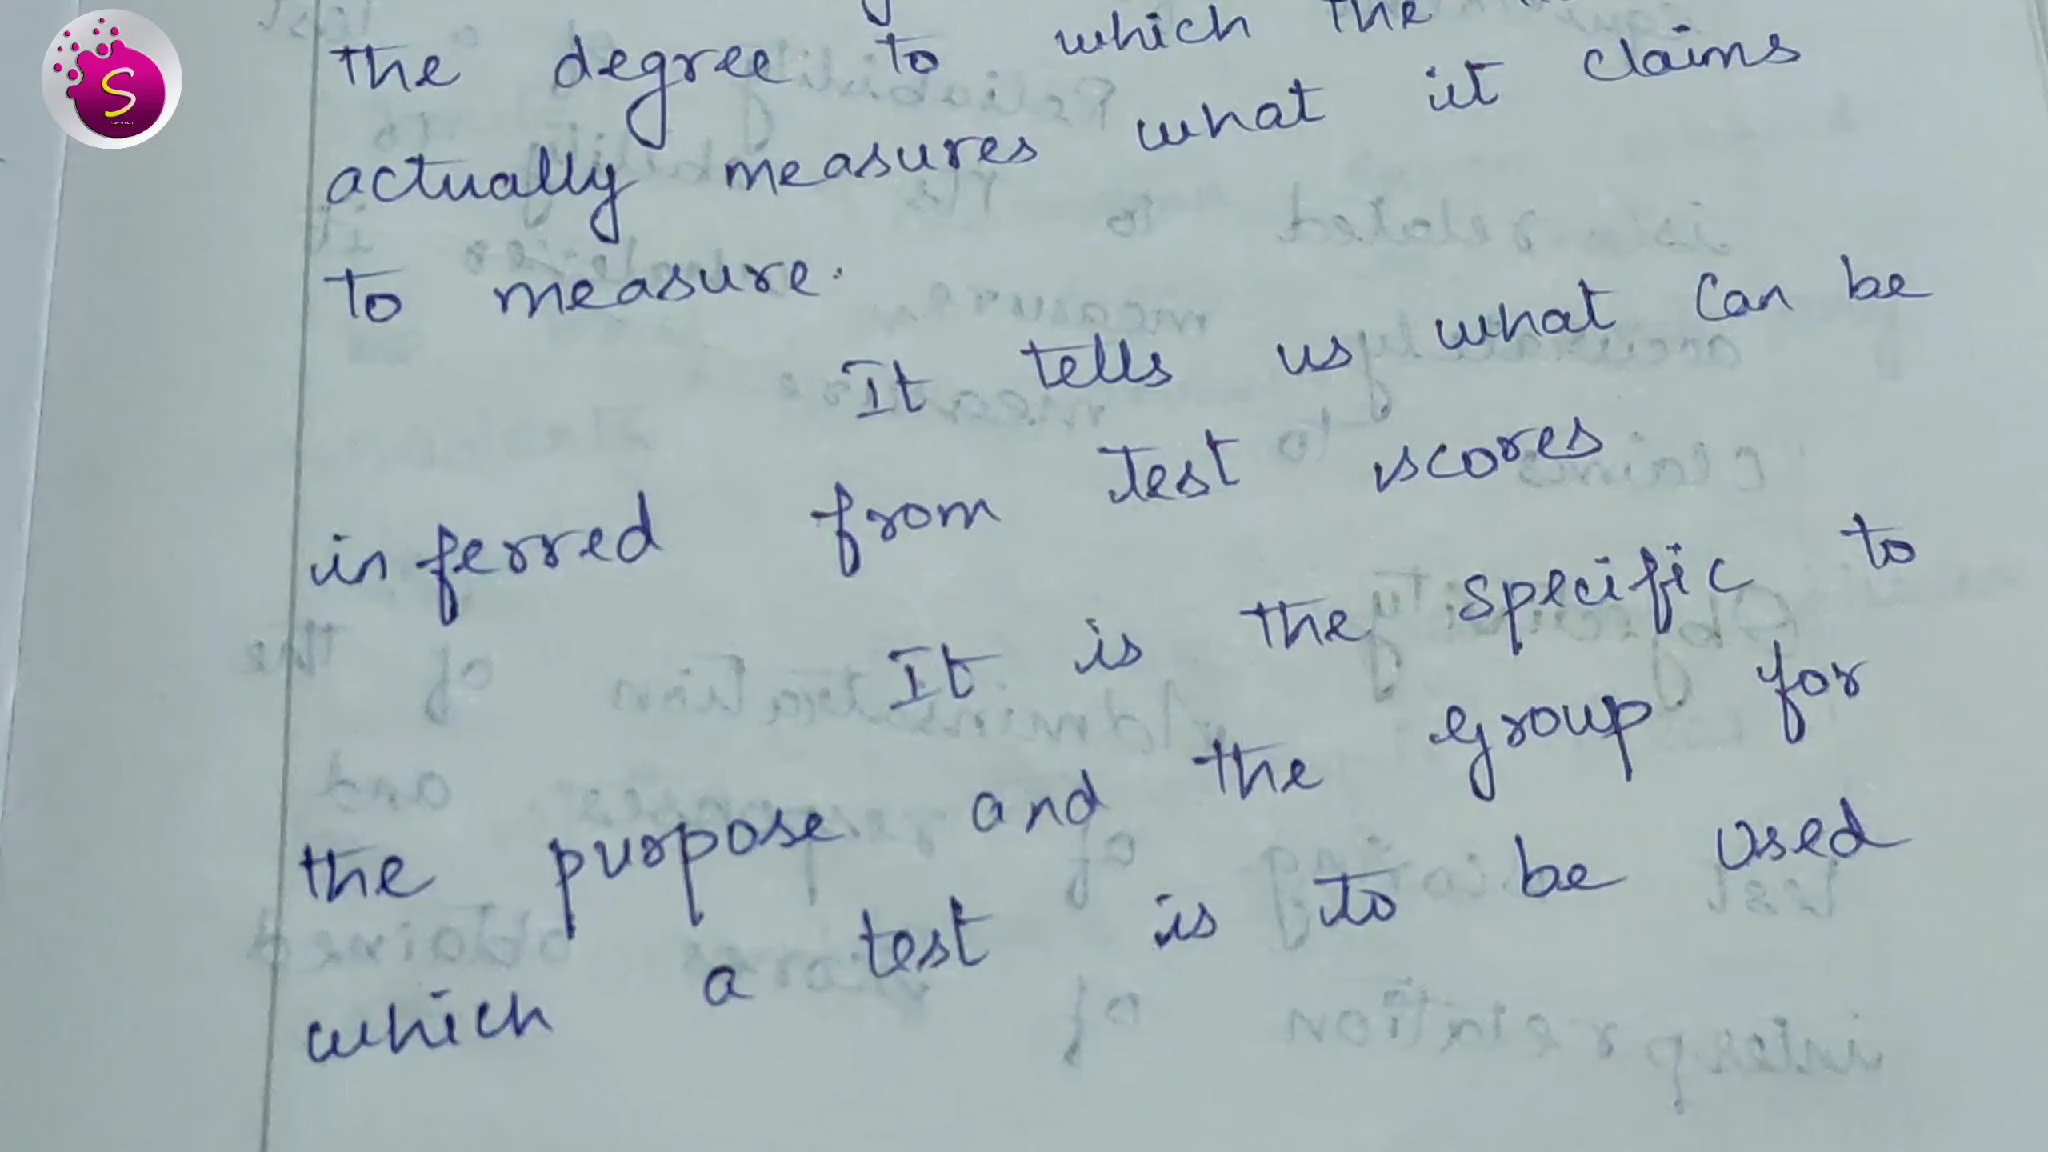 S
the degree to which the
actually measures what it claims
to measure.
It tells us what can be
inferred from test scores
It is the specific to
the purpose and the group for
which a test is to be used